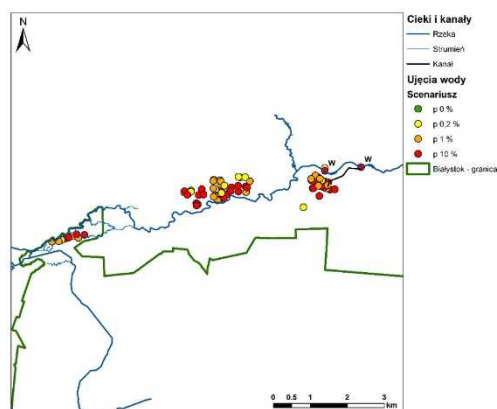 N
Cieki i kanały
Rzeka
Strumień
Kanał
Ujęcia wody
Scenariusz
p 0 %
p 0,2 %
p 1 %
p 10 %
Białystok - granica
W
W
0 0.5 1 2 3
km